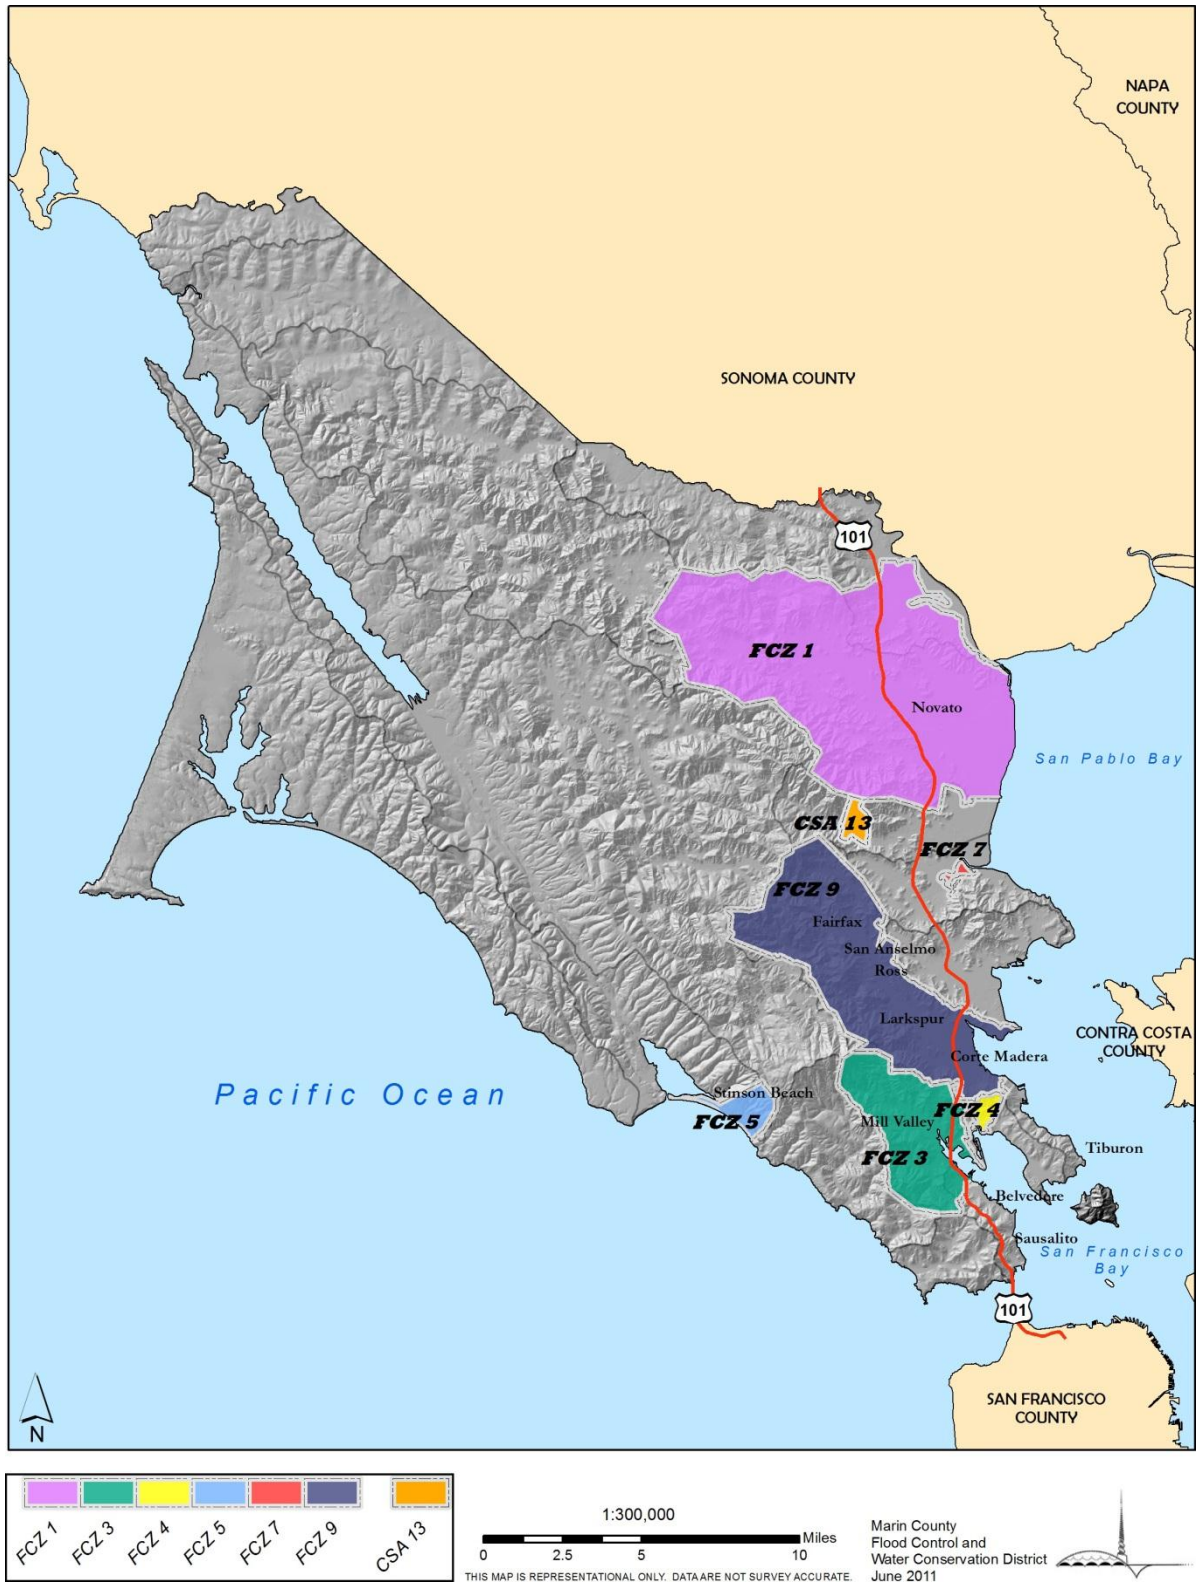 NAPA
COUNTY
SONOMA COUNTY
101
FCZ 1
Novato
San Pablo Bay
CSA 13
FCZ 7
FCZ 9
Fairfax
San Anselmo
Ross
Larkspur
CONTRA COSTA
COUNTY
Corte Madera
Pacific Ocean
Stinson Beach
FCZ 5
FCZ 4
Mill Valley
FCZ 3
Tiburon
Belvedere
Sausalito
San Francisco
Bay
101
SAN FRANCISCO
COUNTY
N
FCZ 1
FCZ 3
FCZ 4
FCZ 5
FCZ 7
FCZ 9
CSA 13
1:300,000
Miles
0 2.5 5 10
THIS MAP IS REPRESENTATIONAL ONLY. DATA ARE NOT SURVEY ACCURATE.
Marin County
Flood Control and
Water Conservation District
June 2011